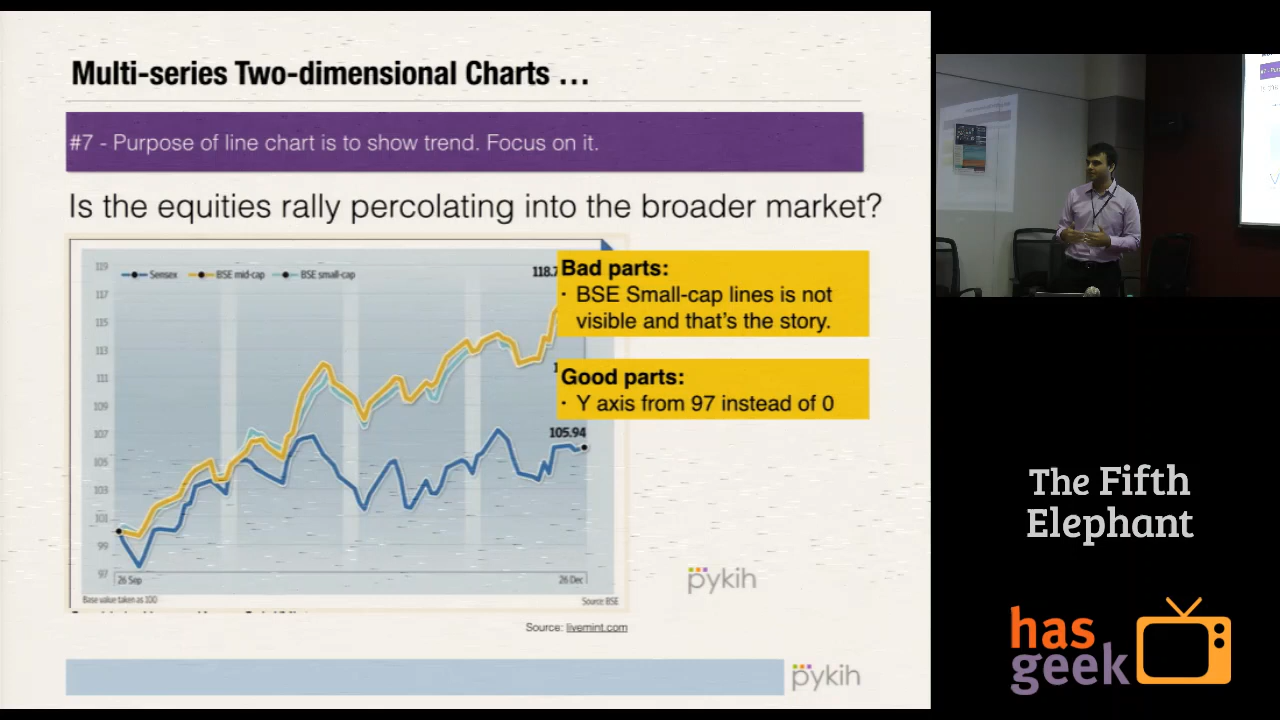 Multi-series Two-dimensional Charts ...
#7 - Purpose of line chart is to show trend. Focus on it.
Is the equities rally percolating into the broader market?
119
Sensex
BSE mid-cap
BSE small-cap
118.7
117
115
113
111
109
107
105
103
101
99
97
105.94
26 Sep
26 Dec
Base value taken as 100
Source: BSE
Bad parts:
· BSE Small-cap lines is not
visible and that's the story.
Good parts:
· Y axis from 97 instead of 0
pykih
Source: livemint.com
pykih
The Fifth
Elephant
has
geek